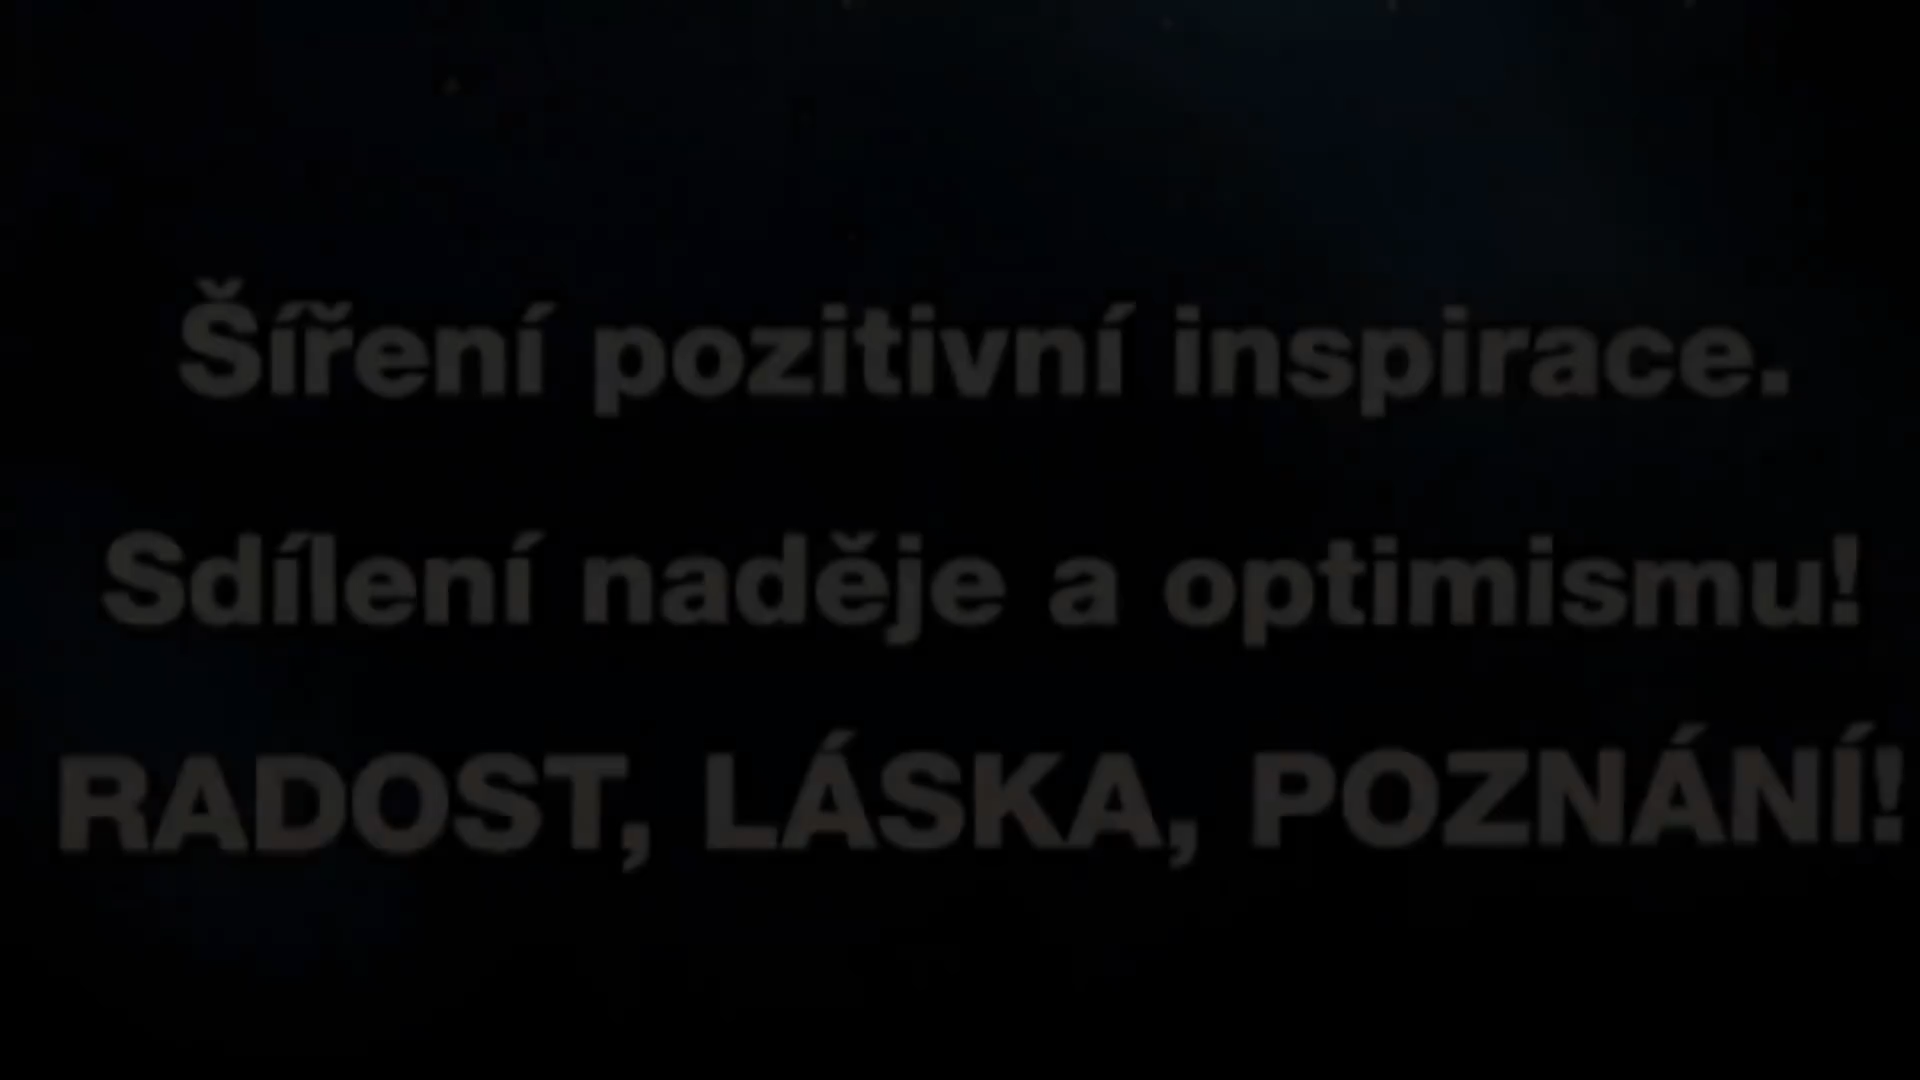 Šíření pozitivní inspirace.
Sdílení naděje a optimismu!
RADOST, LÁSKA, POZNÁNÍ!